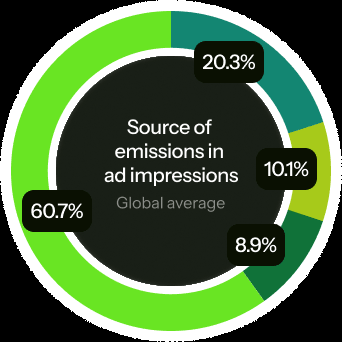 20.3%
Source of
emissions in
ad impressions
Global average
10.1%
60.7%
8.9%